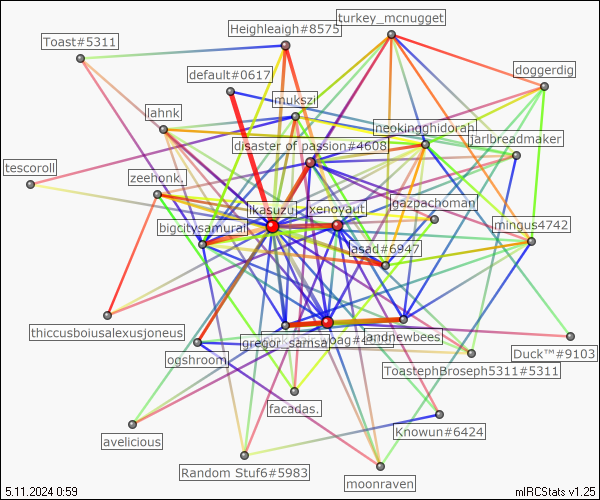 turkey_mcnugget
Heighleaigh#8575
Toast#5311
doggerdig
default#0617
mukszi
lahnk
neokingghidorah
jarlbreadmaker
disaster of passion#4608
tescoroll
zeehonk,
gazpachoman
ikasuzu
xenoyaut
mingus4742
bigcitysamurai
asad#6947
thiccusboiusalexusjoneus
gregor_samsa
andnewbees
ogshroom
Duck™#9103
ToastephBroseph5311#5311
facadas.
Knowun#6424
avelicious
Random Stuf6#5983
moonraven
5.11.2024 0:59
mIRCStats v1.25